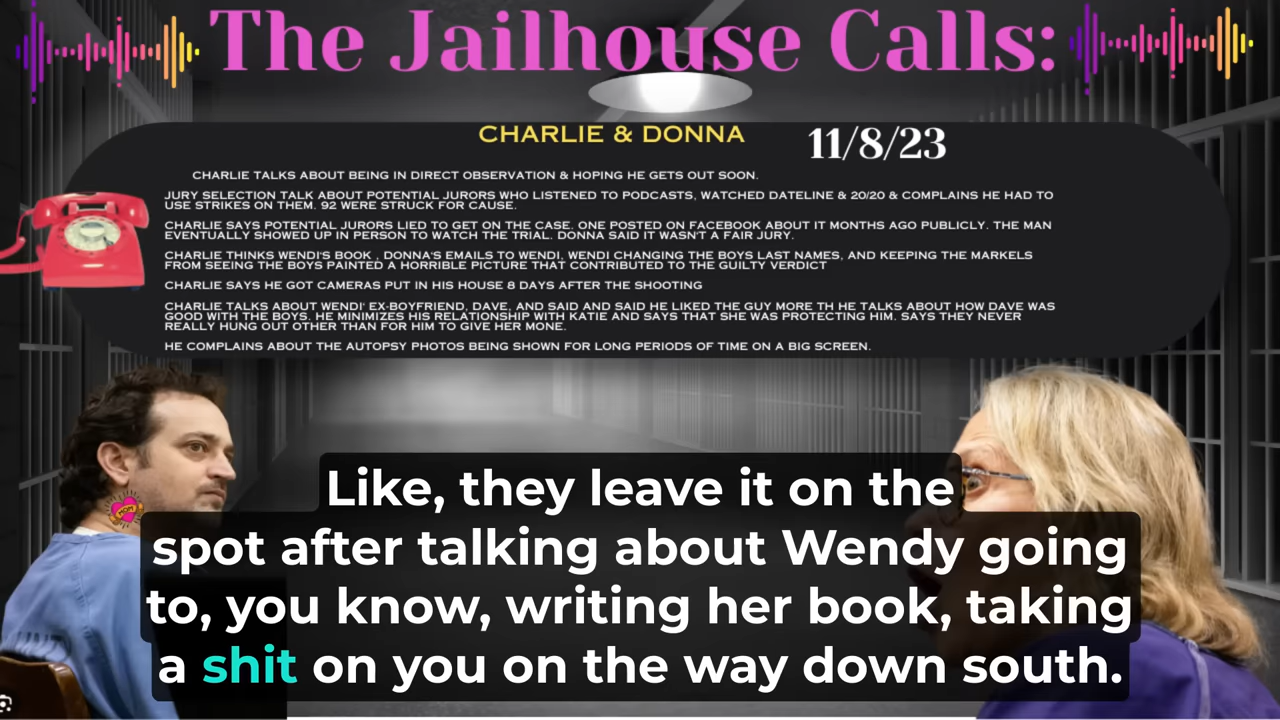 The Jailhouse Calls:
CHARLIE & DONNA 11/8/23
CHARLIE TALKS ABOUT BEING IN DIRECT OBSERVATION & HOPING HE GETS OUT SOON.
JURY SELECTION TALK ABOUT POTENTIAL JURORS WHO LISTENED TO PODCASTS, WATCHED DATELINE & 20/20 & COMPLAINS HE HAD TO
USE STRIKES ON THEM. 92 WERE STRUCK FOR CAUSE.
CHARLIE SAYS POTENTIAL JURORS LIED TO GET ON THE CASE. ONE POSTED ON FACEBOOK ABOUT IT MONTHS AGO PUBLICLY. THE MAN
EVENTUALLY SHOWED UP IN PERSON TO WATCH THE TRIAL. DONNA SAID IT WASN'T A FAIR JURY.
CHARLIE THINKS WENDI'S BOOK , DONNA'S EMAILS TO WENDI, WENDI CHANGING THE BOYS LAST NAMES, AND KEEPING THE MARKELS
FROM SEEING THE BOYS PAINTED A HORRIBLE PICTURE THAT CONTRIBUTED TO THE GUILTY VERDICT
CHARLIE SAYS HE GOT CAMERAS PUT IN HIS HOUSE 8 DAYS AFTER THE SHOOTING
CHARLIE TALKS ABOUT WENDI' EX-BOYFRIEND, DAVE, AND SAID AND SAID HE LIKED THE GUY MORE TH HE TALKS ABOUT HOW DAVE WAS
GOOD WITH THE BOYS. HE MINIMIZES HIS RELATIONSHIP WITH KATIE AND SAYS THAT SHE WAS PROTECTING HIM. SAYS THEY NEVER
REALLY HUNG OUT OTHER THAN FOR HIM TO GIVE HER MONE.
HE COMPLAINS ABOUT THE AUTOPSY PHOTOS BEING SHOWN FOR LONG PERIODS OF TIME ON A BIG SCREEN.
MOM
Like, they leave it on the
spot after talking about Wendy going
to, you know, writing her book, taking
a shit on you on the way down south.